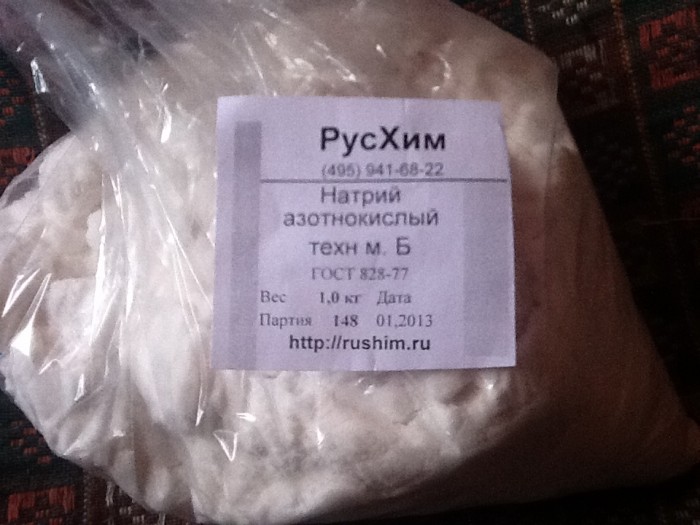 РусХим
(495) 941-68-22
Натрий
азотнокислый
техн м. Б
ГОСТ 828-77
Вес 1,0 кг Дата
Партия 148 01,2013
http://rushim.ru